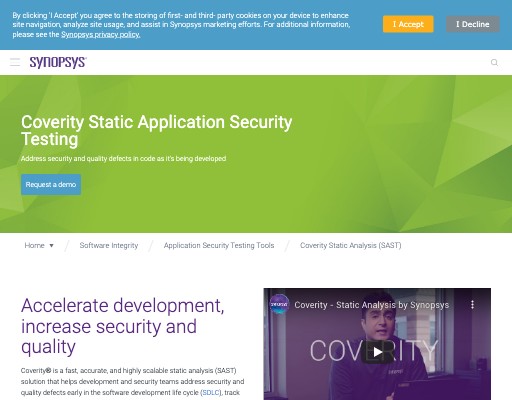 By clicking 'I Accept' you agree to the storing of first- and third- party cookies on your device to enhance
site navigation, analyze site usage, and assist in Synopsys marketing efforts. For additional information,
please see the Synopsys privacy policy.
I Accept
I Decline
SYNOPSYS®
Coverity Static Application Security
Testing
Address security and quality defects in code as it's being developed
Request a demo
Home
Software Integrity
Application Security Testing Tools
Coverity Static Analysis (SAST)
Accelerate development,
increase security and
quality
Coverity® is a fast, accurate, and highly scalable static analysis (SAST)
solution that helps development and security teams address security and
quality defects early in the software development life cycle (SDLC), track
SYNOPSYS
Coverity - Static Analysis by Synopsys
COVERITY